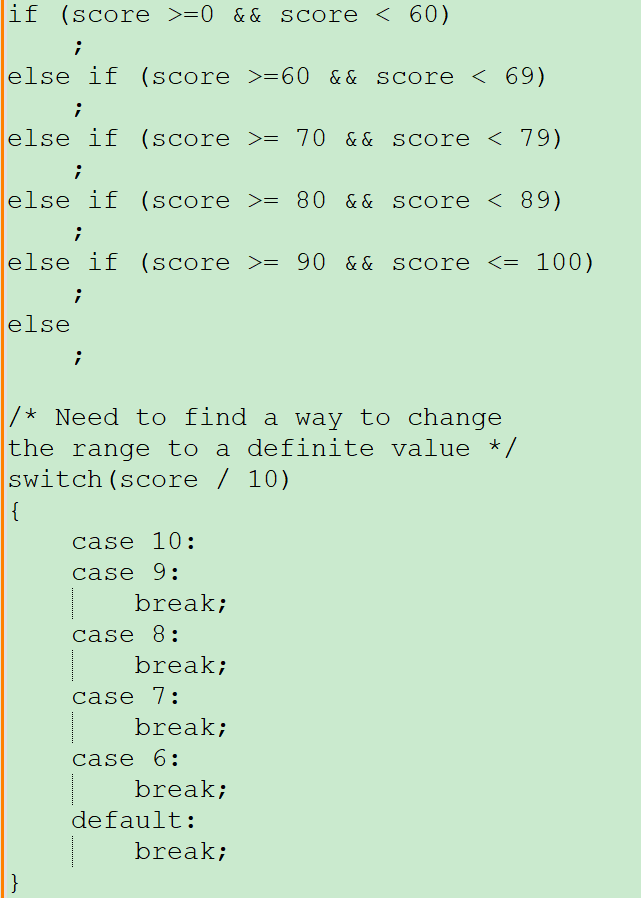 if (score >=0 && score < 60)
    ;
else if (score >=60 && score < 69)
    ;
else if (score >= 70 && score < 79)
    ;
else if (score >= 80 && score < 89)
    ;
else if (score >= 90 && score <= 100)
    ;
else
    ;

/* Need to find a way to change
the range to a definite value */
switch(score / 10)
{
    case 10:
    case 9:
        break;
    case 8:
        break;
    case 7:
        break;
    case 6:
        break;
    default:
        break;
}